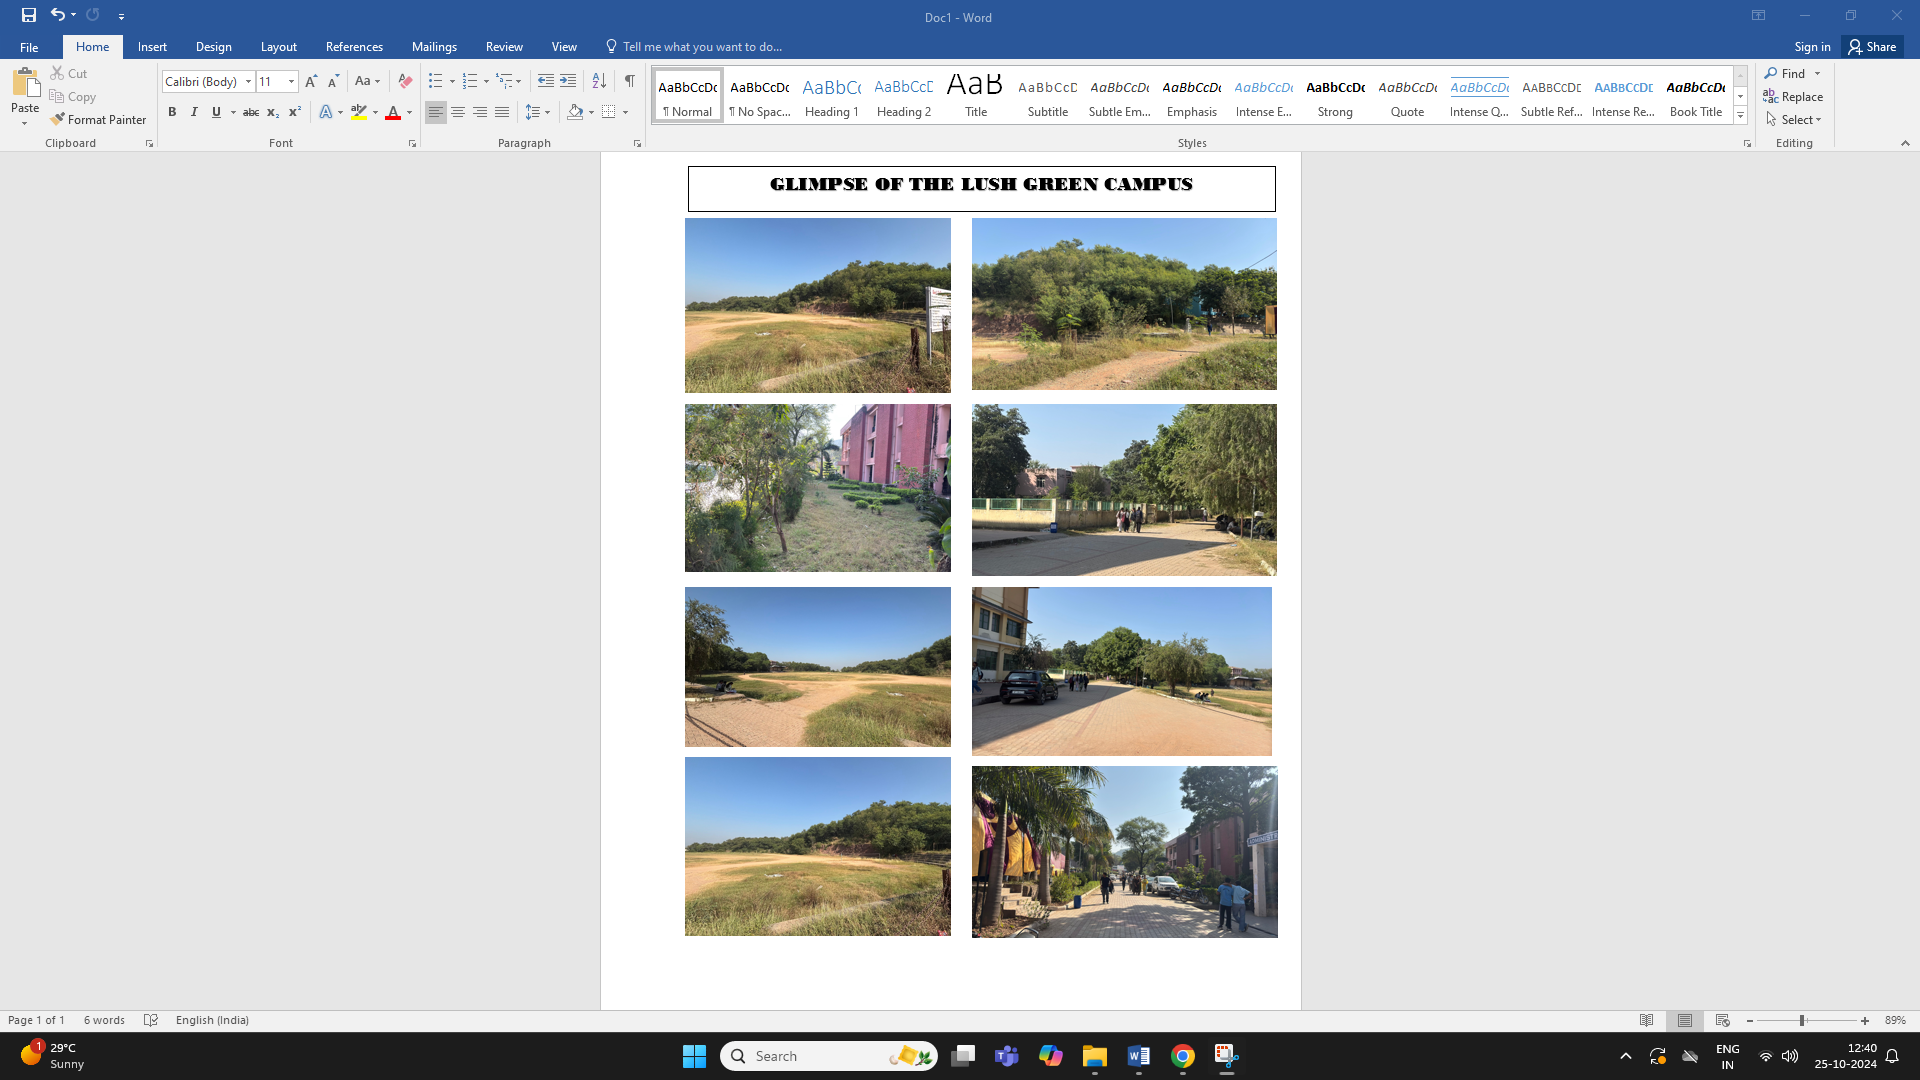 Doc1 - Word
File Home Insert Design Layout References Mailings Review View Tell me what you want to do... Sign in Share
Cut
Copy
Paste
Format Painter
Clipboard
Calibri (Body) 11
Font
Paragraph
AaBbCcDc AaBbCcDc AaBbCc AaBbCcD AaB AaBbCcD AaBbCcDc AaBbCcDc AaBbCcDc AaBbCcDc AaBbCcDc AaBbCcDc AABBCCDE AABBCCDE AaBbCcDc
¶ Normal ¶ No Spac... Heading 1 Heading 2 Title Subtitle Subtle Em... Emphasis Intense E... Strong Quote Intense Q... Subtle Ref... Intense Re... Book Title
Styles
Find
Replace
Select
Editing
GLIMPSE OF THE LUSH GREEN CAMPUS
Page 1 of 1 6 words English (India) 89%
1
29°C
Sunny
Search
ENG
IN
12:40
25-10-2024